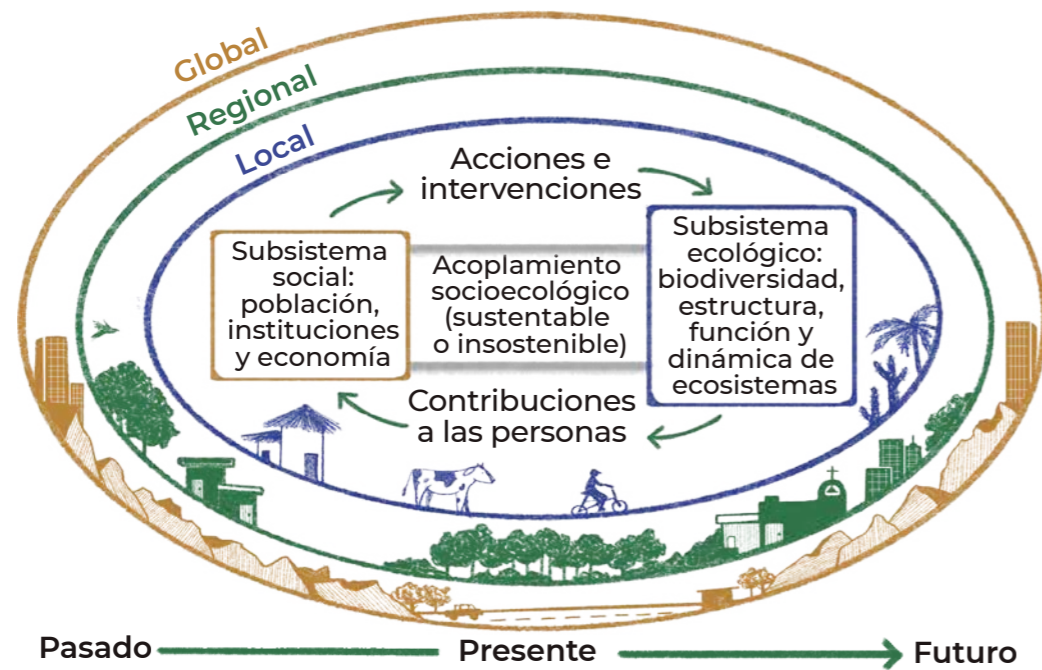 Global
Regional
Local
Acciones e
intervenciones
Subsistema
social:
población,
instituciones
y economía
Acoplamiento
socioecológico
(sustentable
o insostenible)
Subsistema
ecológico:
biodiversidad,
estructura,
función y
dinámica de
ecosistemas
Contribuciones
a las personas
Pasado
Presente
Futuro